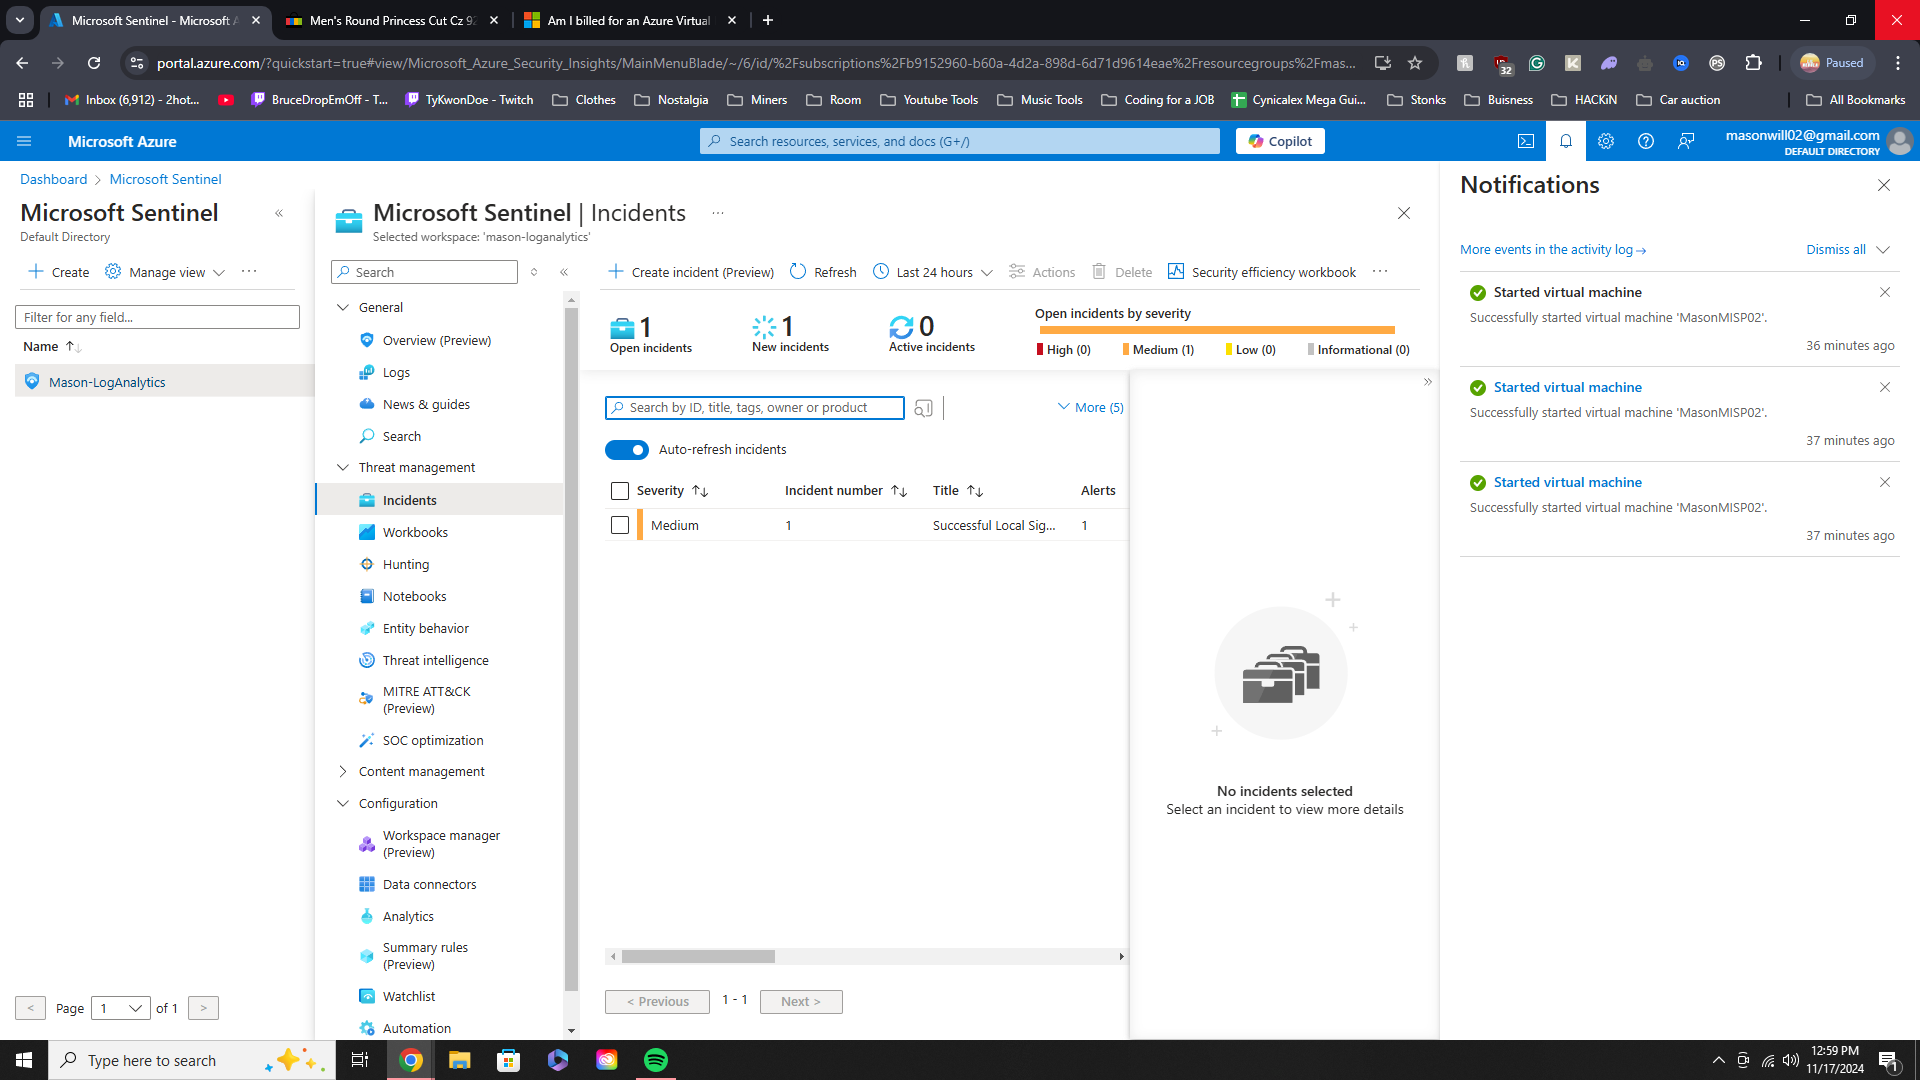 Microsoft Sentinel - Microsoft A
Men's Round Princess Cut Cz 92
Am I billed for an Azure Virtual
portal.azure.com/?quickstart=true#view/Microsoft_Azure_Security_Insights/MainMenuBlade/~/6/id/%2Fsubscriptions%2Fb9152960-b60a-4d2a-898d-6d71d9614eae%2Fresourcegroups%2Fmas...
32
Paused
Inbox (6,912) - 2hot...
BruceDropEmOff - T...
TyKwonDoe - Twitch
Clothes
Nostalgia
Miners
Room
Youtube Tools
Music Tools
Coding for a JOB
Cynicalex Mega Gui...
Stonks
Buisness
HACKiN
Car auction
All Bookmarks
Microsoft Azure
Search resources, services, and docs (G+/)
Copilot
masonwill02@gmail.com
DEFAULT DIRECTORY
Dashboard > Microsoft Sentinel
Microsoft Sentinel
Default Directory
Create
Manage view
Filter for any field...
Name
Mason-LogAnalytics
< Page 1 of 1 >
Microsoft Sentinel | Incidents
Selected workspace: 'mason-loganalytics'
Search
General
Overview (Preview)
Logs
News & guides
Search
Threat management
Incidents
Workbooks
Hunting
Notebooks
Entity behavior
Threat intelligence
MITRE ATT&CK
(Preview)
SOC optimization
Content management
Configuration
Workspace manager
(Preview)
Data connectors
Analytics
Summary rules
(Preview)
Watchlist
Automation
Create incident (Preview)
Refresh
Last 24 hours
Actions
Delete
Security efficiency workbook
1
Open incidents
1
New incidents
0
Active incidents
Open incidents by severity
High (0)
Medium (1)
Low (0)
Informational (0)
Search by ID, title, tags, owner or product
More (5)
Auto-refresh incidents
Severity
Incident number
Title
Alerts
Medium
1
Successful Local Sig...
1
< Previous
1 - 1
Next >
No incidents selected
Select an incident to view more details
Notifications
More events in the activity log →
Dismiss all
Started virtual machine
Successfully started virtual machine 'MasonMISP02'.
36 minutes ago
Started virtual machine
Successfully started virtual machine 'MasonMISP02'.
37 minutes ago
Started virtual machine
Successfully started virtual machine 'MasonMISP02'.
37 minutes ago
Type here to search
12:59 PM
11/17/2024
1